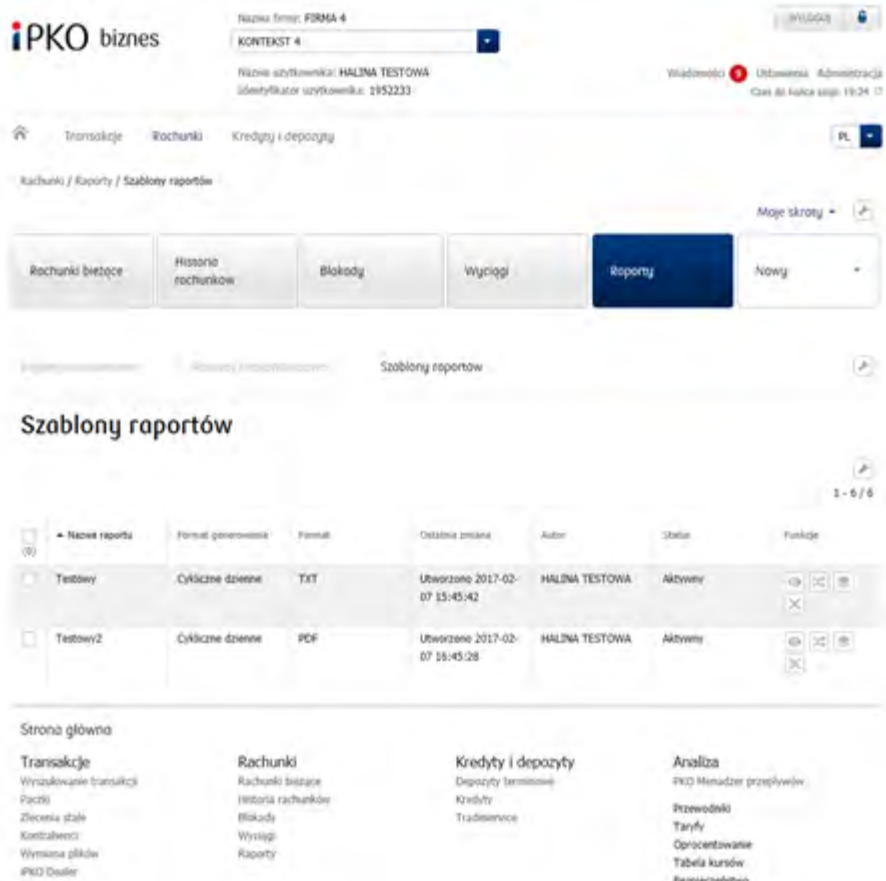 iPKO biznes
Nazwa firmy: FIRMA 4
KONTEKST 4
Nazwa użytkownika: HALINA TESTOWA
Identyfikator użytkownika: 1952233
WYLOGUJ
Wiadomości 9 Ustawienia Administracja
Czas do końca sesji: 19:24
Transakcje Rachunki Kredyty i depozyty
PL
Rachunki / Raporty / Szablony raportów
Moje skróty
Rachunki bieżące
Historia rachunków
Blokady
Wyciągi
Raporty
Nowy
Szablony raportów
Szablony raportów
1 - 6 / 6
(0) Nazwa raportu Format generowania Format Ostatnia zmiana Autor Status Funkcje
Testowy Cykliczne dzienne TXT Utworzono 2017-02-07 15:45:42 HALINA TESTOWA Aktywny
Testowy2 Cykliczne dzienne PDF Utworzono 2017-02-07 16:45:28 HALINA TESTOWA Aktywny
Strona główna
Transakcje
Wyszukiwanie transakcji
Paczki
Zlecenia stałe
Kontrahenci
Wymiana plików
iPKO Dealer
Rachunki
Rachunki bieżące
Historia rachunków
Blokady
Wyciągi
Raporty
Kredyty i depozyty
Depozyty terminowe
Kredyty
Tradeservice
Analiza
PKO Menadżer przepływów
Przewodniki
Taryfy
Oprocentowanie
Tabela kursów
Bezpieczeństwo